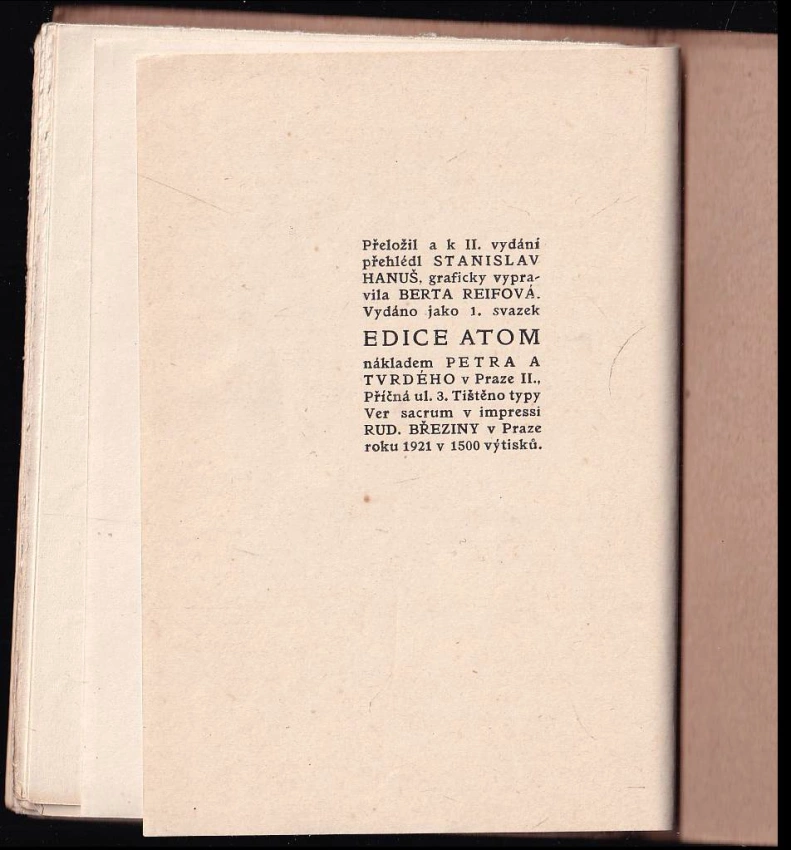 Přeložil a k II. vydání
přehlédl STANISLAV
HANUŠ, graficky vypra-
vila BERTA REIFOVÁ.
Vydáno jako 1. svazek
EDICE ATOM
nákladem PETRA A
TVRDÉHO v Praze II.,
Příčná ul. 3. Tištěno typy
Ver sacrum v impressi
RUD. BŘEZINY v Praze
roku 1921 v 1500 výtisků.